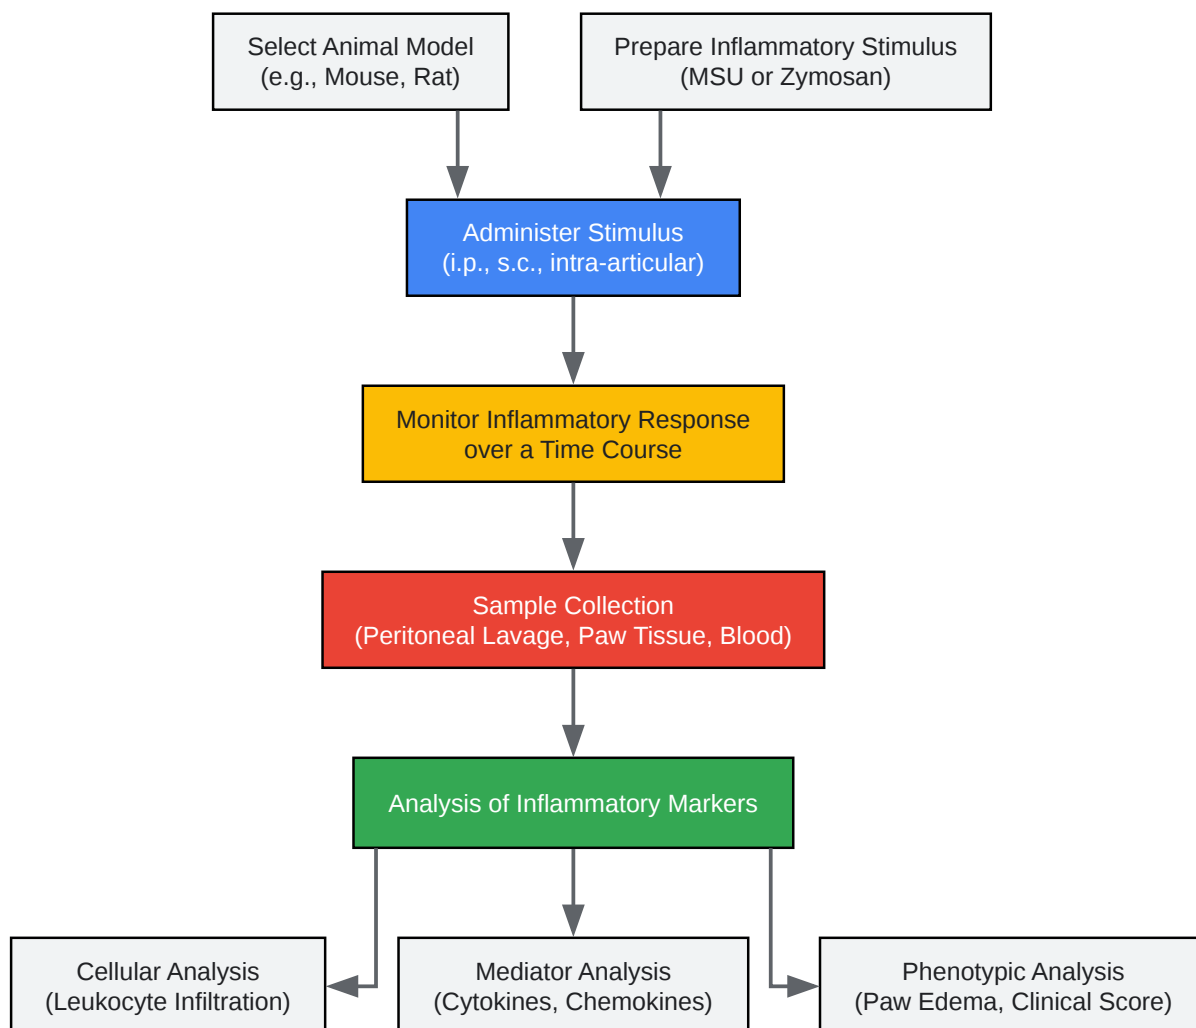 Select Animal Model
(e.g., Mouse, Rat)
Prepare Inflammatory Stimulus
(MSU or Zymosan)
Administer Stimulus
(i.p., s.c., intra-articular)
Monitor Inflammatory Response
over a Time Course
Sample Collection
(Peritoneal Lavage, Paw Tissue, Blood)
Analysis of Inflammatory Markers
Cellular Analysis
(Leukocyte Infiltration)
Mediator Analysis
(Cytokines, Chemokines)
Phenotypic Analysis
(Paw Edema, Clinical Score)